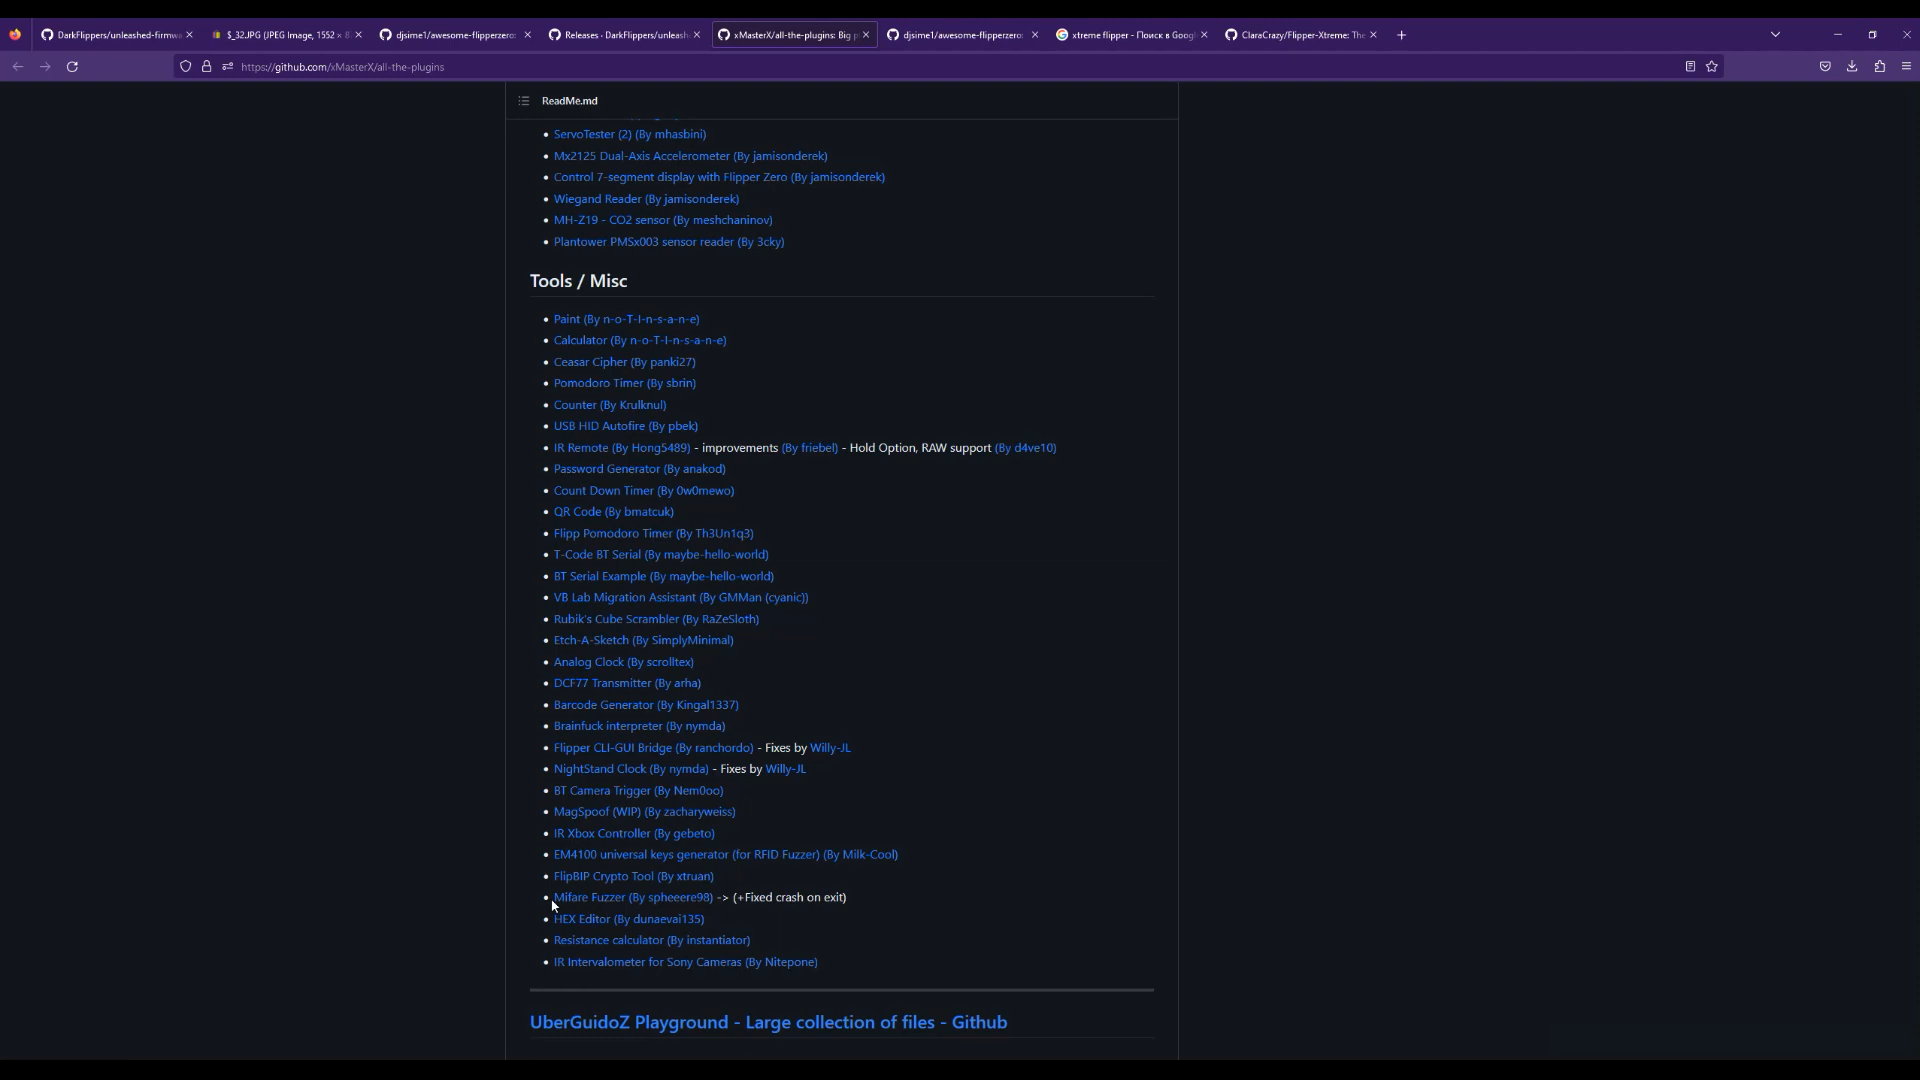 DarkFlippers/unleashed-firmwa
$_32.JPG (JPEG Image, 1552 × 8
djsime1/awesome-flipperzero:
Releases · DarkFlippers/unleash
xMasterX/all-the-plugins: Big p
djsime1/awesome-flipperzero:
xtreme flipper - Поиск в Googl
ClaraCrazy/Flipper-Xtreme: The
https://github.com/xMasterX/all-the-plugins
ReadMe.md
ServoTester (2) (By mhasbini)
Mx2125 Dual-Axis Accelerometer (By jamisonderek)
Control 7-segment display with Flipper Zero (By jamisonderek)
Wiegand Reader (By jamisonderek)
MH-Z19 - CO2 sensor (By meshchaninov)
Plantower PMSx003 sensor reader (By 3cky)
Tools / Misc
Paint (By n-o-T-I-n-s-a-n-e)
Calculator (By n-o-T-I-n-s-a-n-e)
Ceasar Cipher (By panki27)
Pomodoro Timer (By sbrin)
Counter (By Krulknul)
USB HID Autofire (By pbek)
IR Remote (By Hong5489) - improvements (By friebel) - Hold Option, RAW support (By d4ve10)
Password Generator (By anakod)
Count Down Timer (By 0w0mewo)
QR Code (By bmatcuk)
Flipp Pomodoro Timer (By Th3Un1q3)
T-Code BT Serial (By maybe-hello-world)
BT Serial Example (By maybe-hello-world)
VB Lab Migration Assistant (By GMMan (cyanic))
Rubik's Cube Scrambler (By RaZeSloth)
Etch-A-Sketch (By SimplyMinimal)
Analog Clock (By scrolltex)
DCF77 Transmitter (By arha)
Barcode Generator (By Kingal1337)
Brainfuck interpreter (By nymda)
Flipper CLI-GUI Bridge (By ranchordo) - Fixes by Willy-JL
NightStand Clock (By nymda) - Fixes by Willy-JL
BT Camera Trigger (By Nem0oo)
MagSpoof (WIP) (By zacharyweiss)
IR Xbox Controller (By gebeto)
EM4100 universal keys generator (for RFID Fuzzer) (By Milk-Cool)
FlipBIP Crypto Tool (By xtruan)
Mifare Fuzzer (By spheeere98) -> (+Fixed crash on exit)
HEX Editor (By dunaevai135)
Resistance calculator (By instantiator)
IR Intervalometer for Sony Cameras (By Nitepone)
UberGuidoZ Playground - Large collection of files - Github